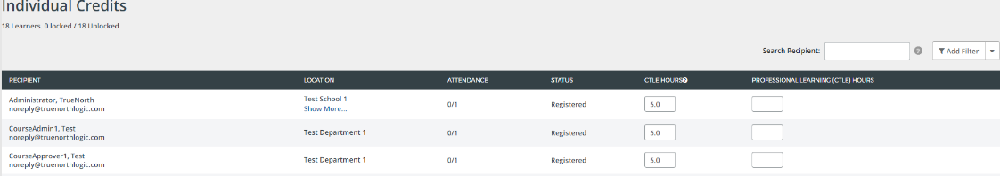 Individual Credits
18 Learners. 0 locked / 18 Unlocked
Search Recipient: ? Add Filter
RECIPIENT LOCATION ATTENDANCE STATUS CTLE HOURS? PROFESSIONAL LEARNING (CTLE) HOURS
Administrator, TrueNorth
noreply@truenorthlogic.com
Test School 1
Show More...
0/1 Registered 5.0
CourseAdmin1, Test
noreply@truenorthlogic.com
Test Department 1 0/1 Registered 5.0
CourseApprover1, Test
noreply@truenorthlogic.com
Test Department 1 0/1 Registered 5.0